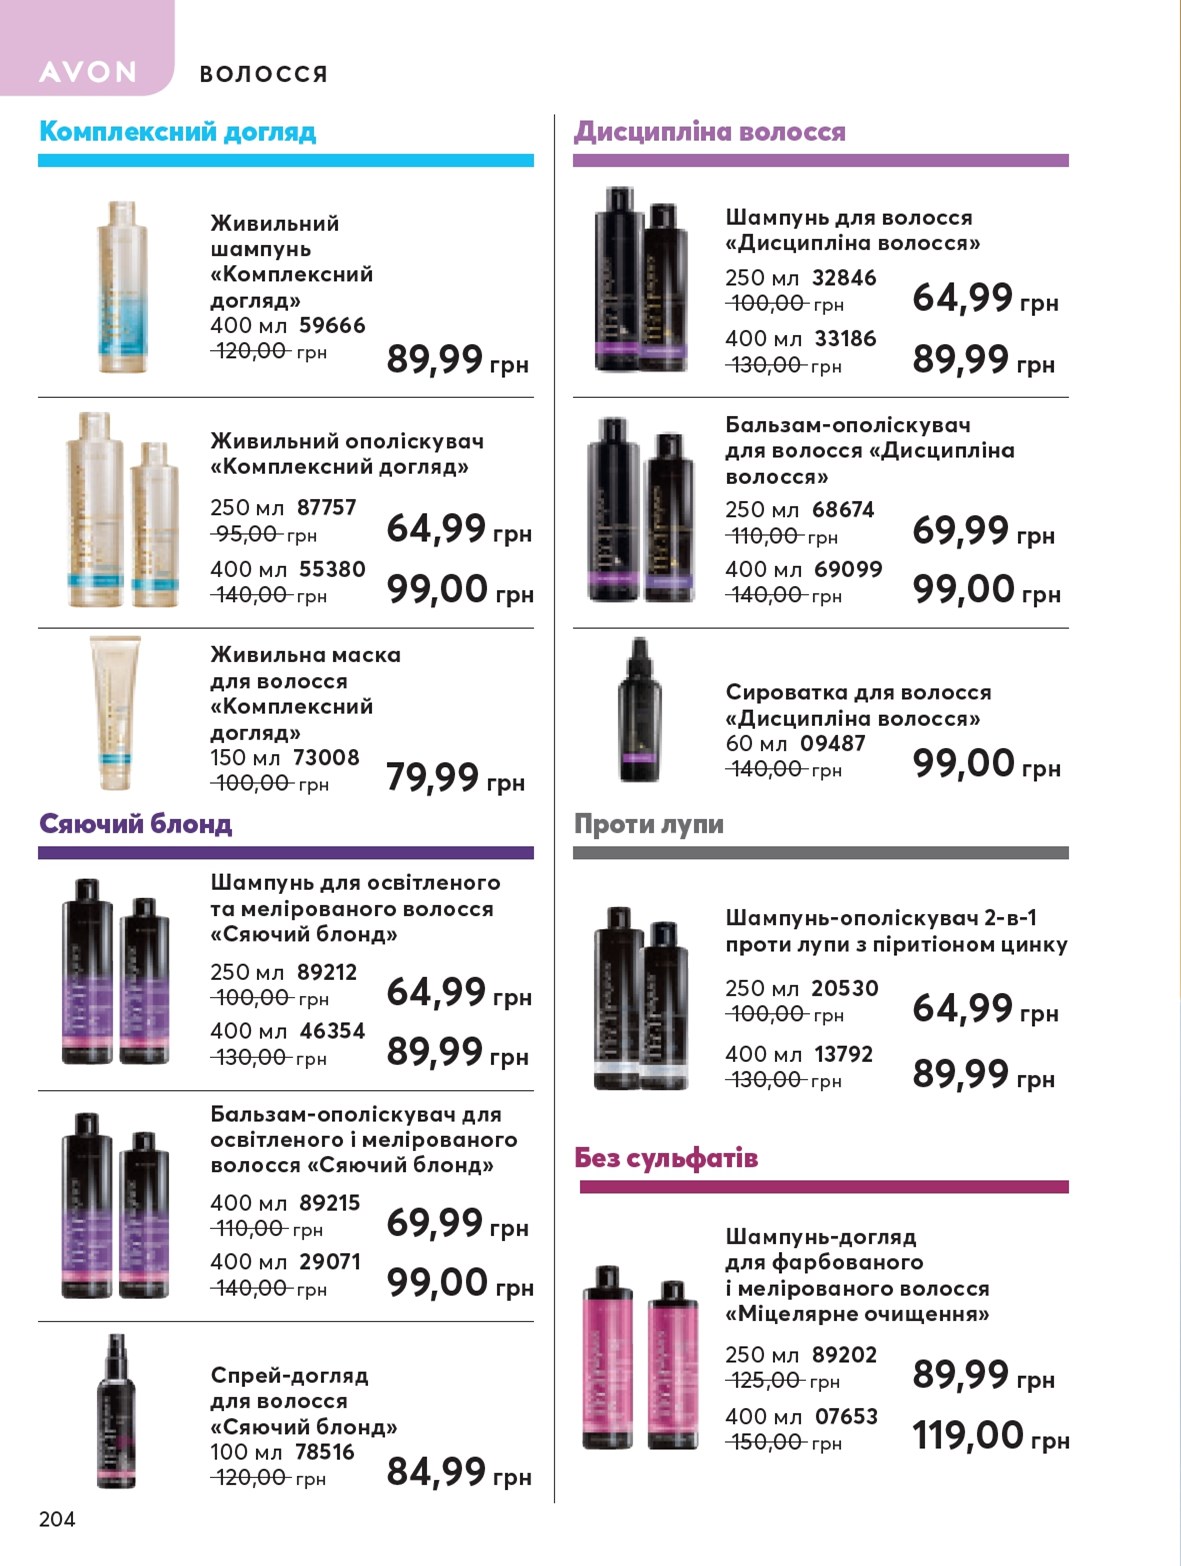 AVON
ВОЛОССЯ
Комплексний догляд
Живильний
шампунь
«Комплексний
догляд»
400 мл 59666
120,00 грн
89,99 грн
Живильний ополіскувач
«Комплексний догляд»
250 мл 87757
95,00 грн
64,99 грн
400 мл 55380
140,00 грн
99,00 грн
Живильна маска
для волосся
«Комплексний
догляд»
150 мл 73008
100,00 грн
79,99 грн
Сяючий блонд
Шампунь для освітленого
та мелірованого волосся
«Сяючий блонд»
250 мл 89212
100,00 грн
64,99 грн
400 мл 46354
130,00 грн
89,99 грн
Бальзам-ополіскувач для
освітленого і мелірованого
волосся «Сяючий блонд»
400 мл 89215
110,00 грн
69,99 грн
400 мл 29071
140,00 грн
99,00 грн
Спрей-догляд
для волосся
«Сяючий блонд»
100 мл 78516
120,00 грн
84,99 грн
Дисципліна волосся
Шампунь для волосся
«Дисципліна волосся»
250 мл 32846
100,00 грн
64,99 грн
400 мл 33186
130,00 грн
89,99 грн
Бальзам-ополіскувач
для волосся «Дисципліна
волосся»
250 мл 68674
110,00 грн
69,99 грн
400 мл 69099
140,00 грн
99,00 грн
Сироватка для волосся
«Дисципліна волосся»
60 мл 09487
140,00 грн
99,00 грн
Проти лупи
Шампунь-ополіскувач 2-в-1
проти лупи з піритіоном цинку
250 мл 20530
100,00 грн
64,99 грн
400 мл 13792
130,00 грн
89,99 грн
Без сульфатів
Шампунь-догляд
для фарбованого
і мелірованого волосся
«Міцелярне очищення»
250 мл 89202
125,00 грн
89,99 грн
400 мл 07653
150,00 грн
119,00 грн
204